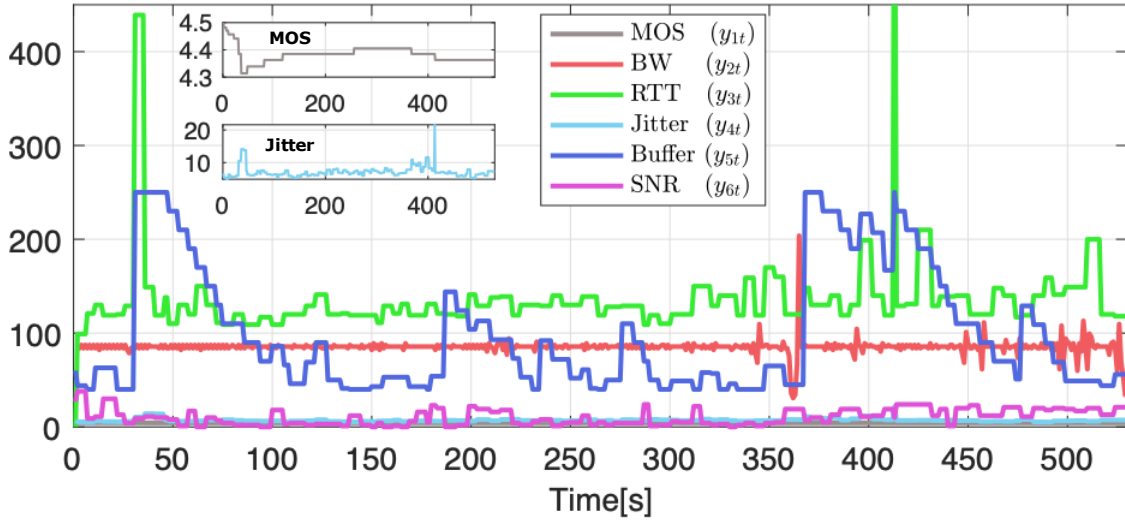 4.5
4.4
4.3
MOS
0
200
400
20
10
Jitter
0
200
400
MOS (y1t)
BW (y2t)
RTT (y3t)
Jitter (y4t)
Buffer (y5t)
SNR (y6t)
400
300
200
100
0
0 50 100 150 200 250 300 350 400 450 500
Time[s]